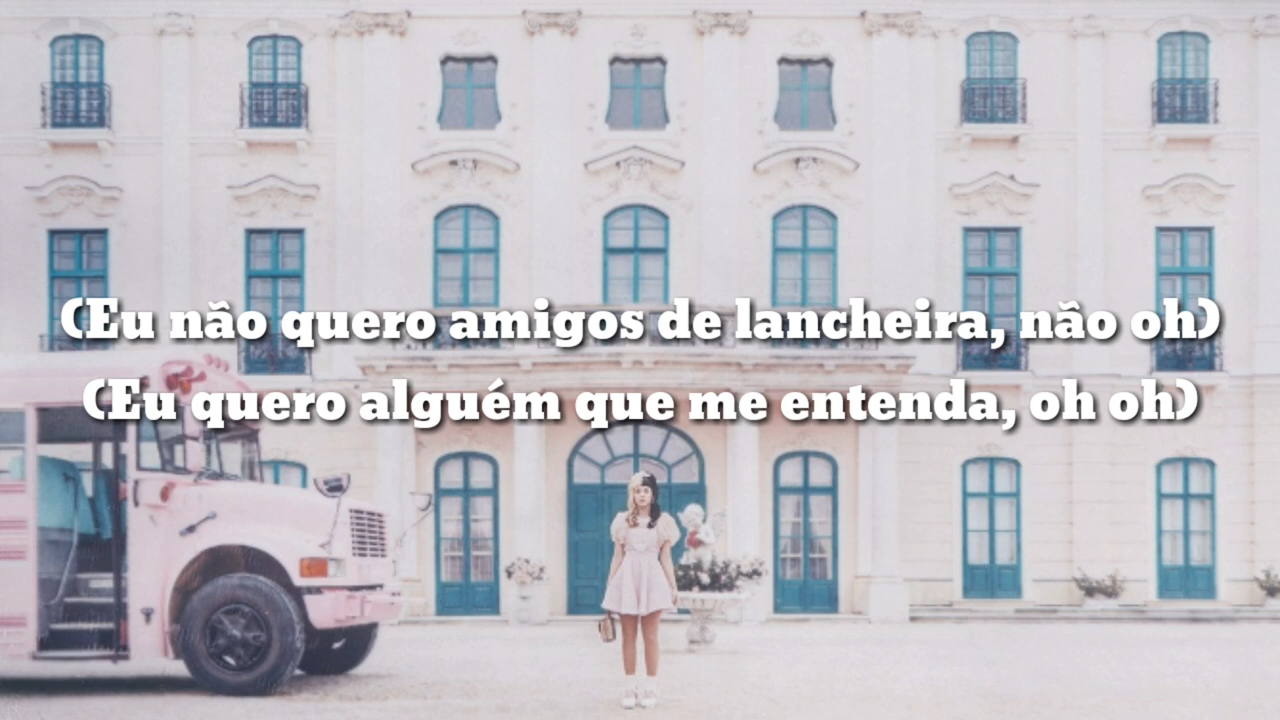 (Eu não quero amigos de lancheira, não oh)
(Eu quero alguém que me entenda, oh oh)